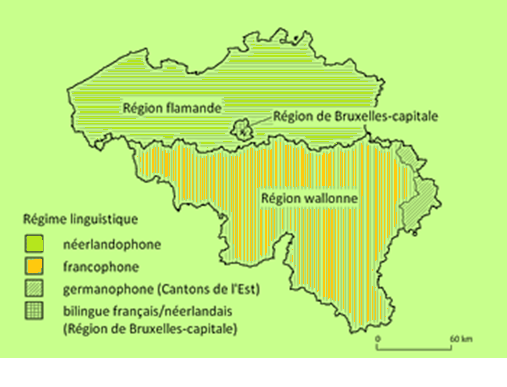 Région flamande
Région de Bruxelles-capitale
Région wallonne
Régime linguistique
néerlandophone
francophone
germanophone (Cantons de l'Est)
bilingue français/néerlandais
(Région de Bruxelles-capitale)
0 60 km